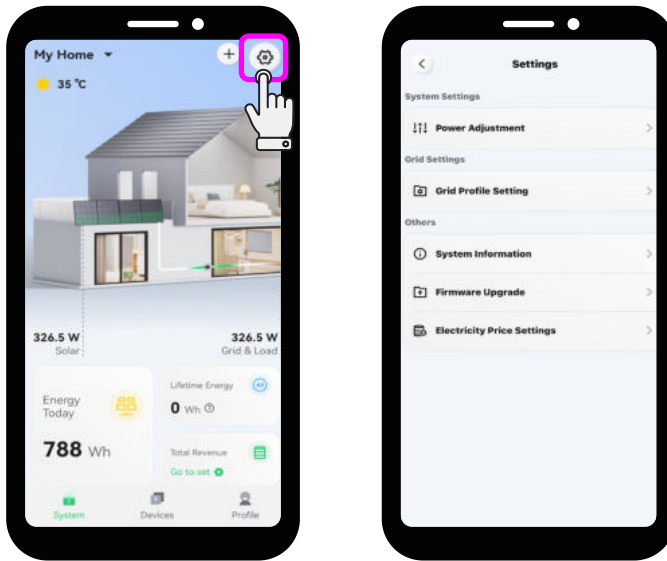 My Home
35 ℃
326.5 W
Solar
326.5 W
Grid & Load
Energy
Today
788 Wh
Lifetime Energy
0 Wh
Total Revenue
Go to set
System
Devices
Profile
Settings
System Settings
Power Adjustment
Grid Settings
Grid Profile Setting
Others
System Information
Firmware Upgrade
Electricity Price Settings